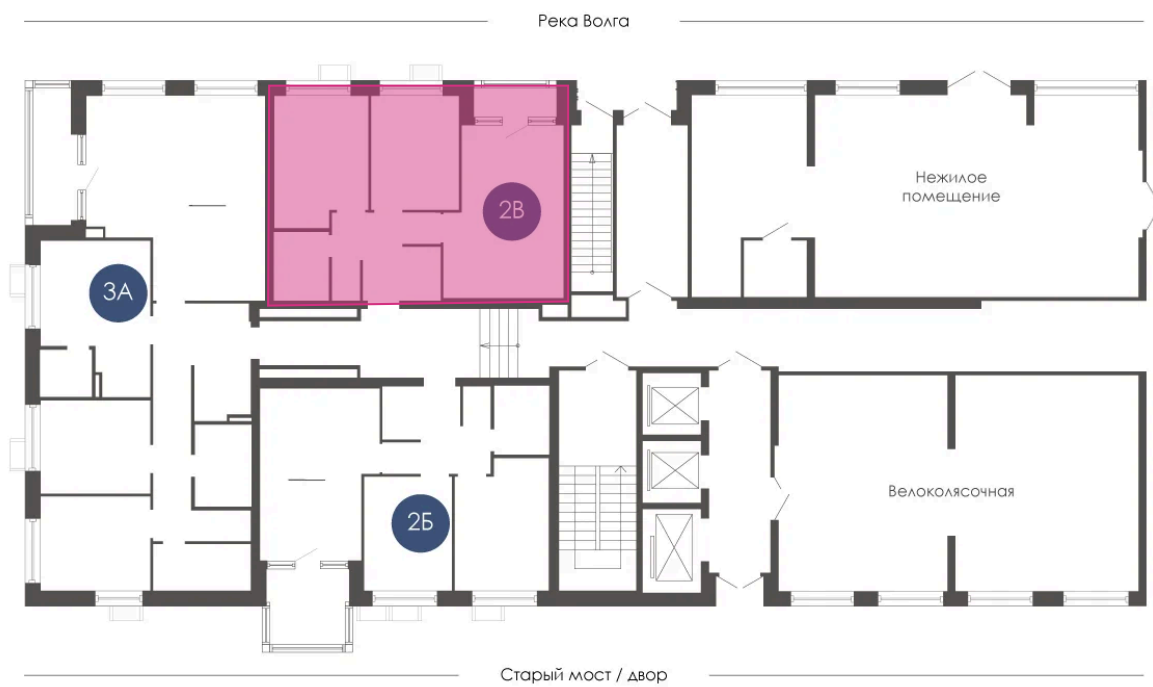 Река Волга
2В
Нежилое
помещение
3А
2Б
Велоколясочная
Старый мост / двор